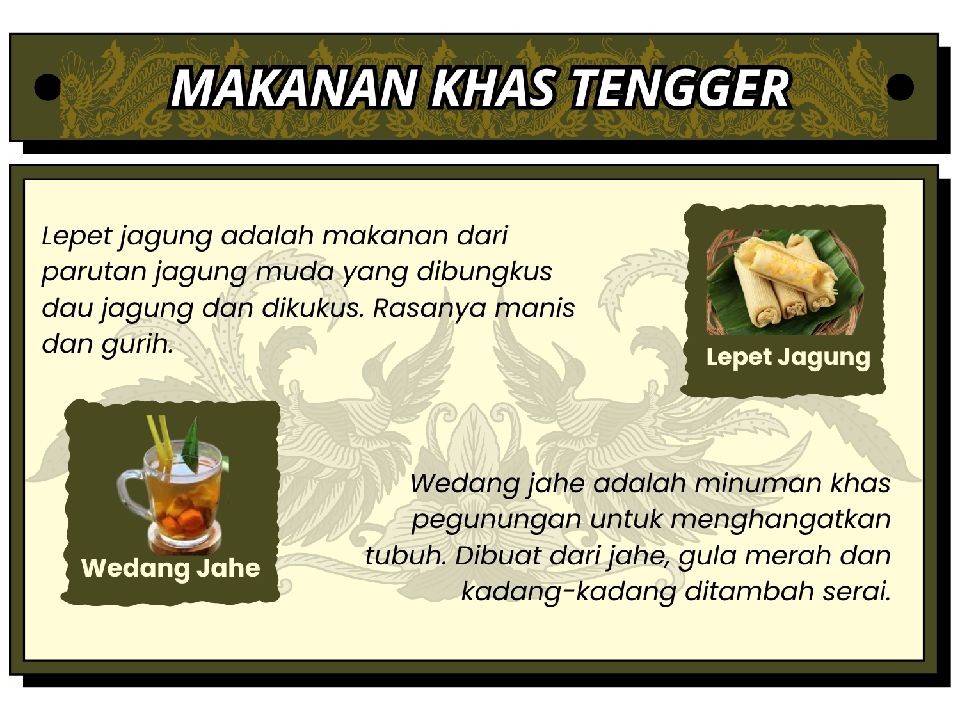 MAKANAN KHAS TENGGER
Lepet jagung adalah makanan dari
parutan jagung muda yang dibungkus
dau jagung dan dikukus. Rasanya manis
dan gurih.
Lepet Jagung
Wedang Jahe
Wedang jahe adalah minuman khas
pegunungan untuk menghangatkan
tubuh. Dibuat dari jahe, gula merah dan
kadang-kadang ditambah serai.